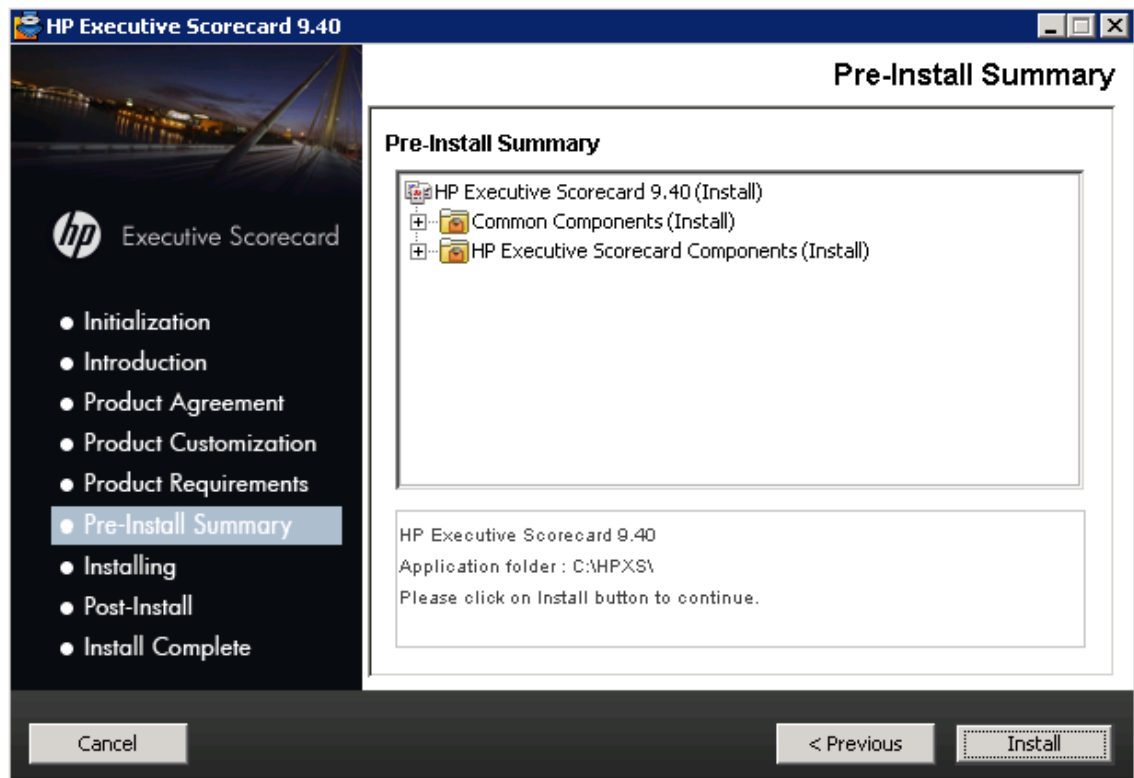 HP Executive Scorecard 9.40
Pre-Install Summary
hp Executive Scorecard
Initialization
Introduction
Product Agreement
Product Customization
Product Requirements
Pre-Install Summary
Installing
Post-Install
Install Complete
Pre-Install Summary
HP Executive Scorecard 9.40 (Install)
Common Components (Install)
HP Executive Scorecard Components (Install)
HP Executive Scorecard 9.40
Application folder : C:\HPXS\
Please click on Install button to continue.
Cancel
< Previous
Install